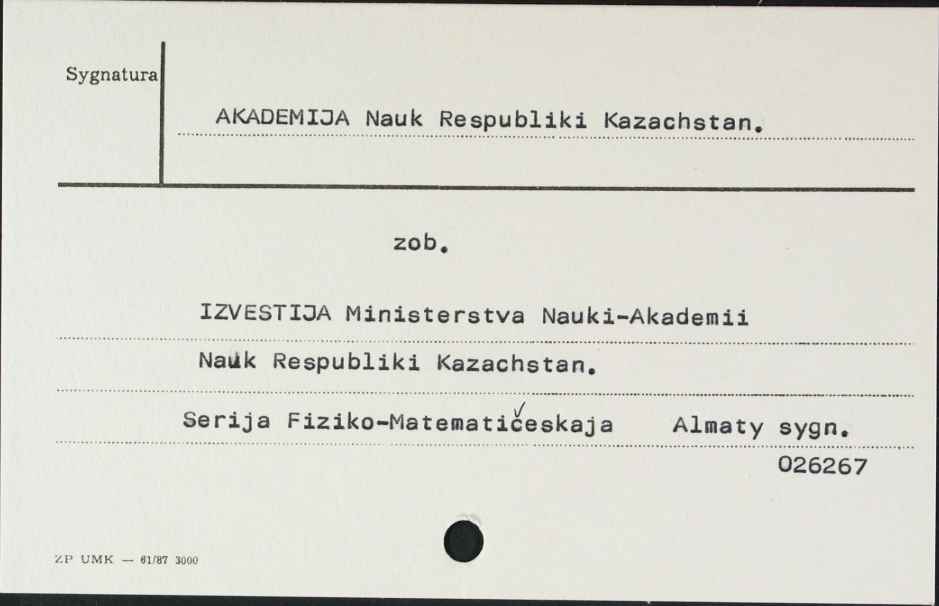 Sygnatura
AKADEMIJA Nauk Respubliki Kazachstan.
zob.
IZVESTIJA Ministerstva Nauki-Akademii
Nauk Respubliki Kazachstan.
Serija Fiziko-Matematičeskaja Almaty sygn.
026267
ZP UMK — 61/87 3000